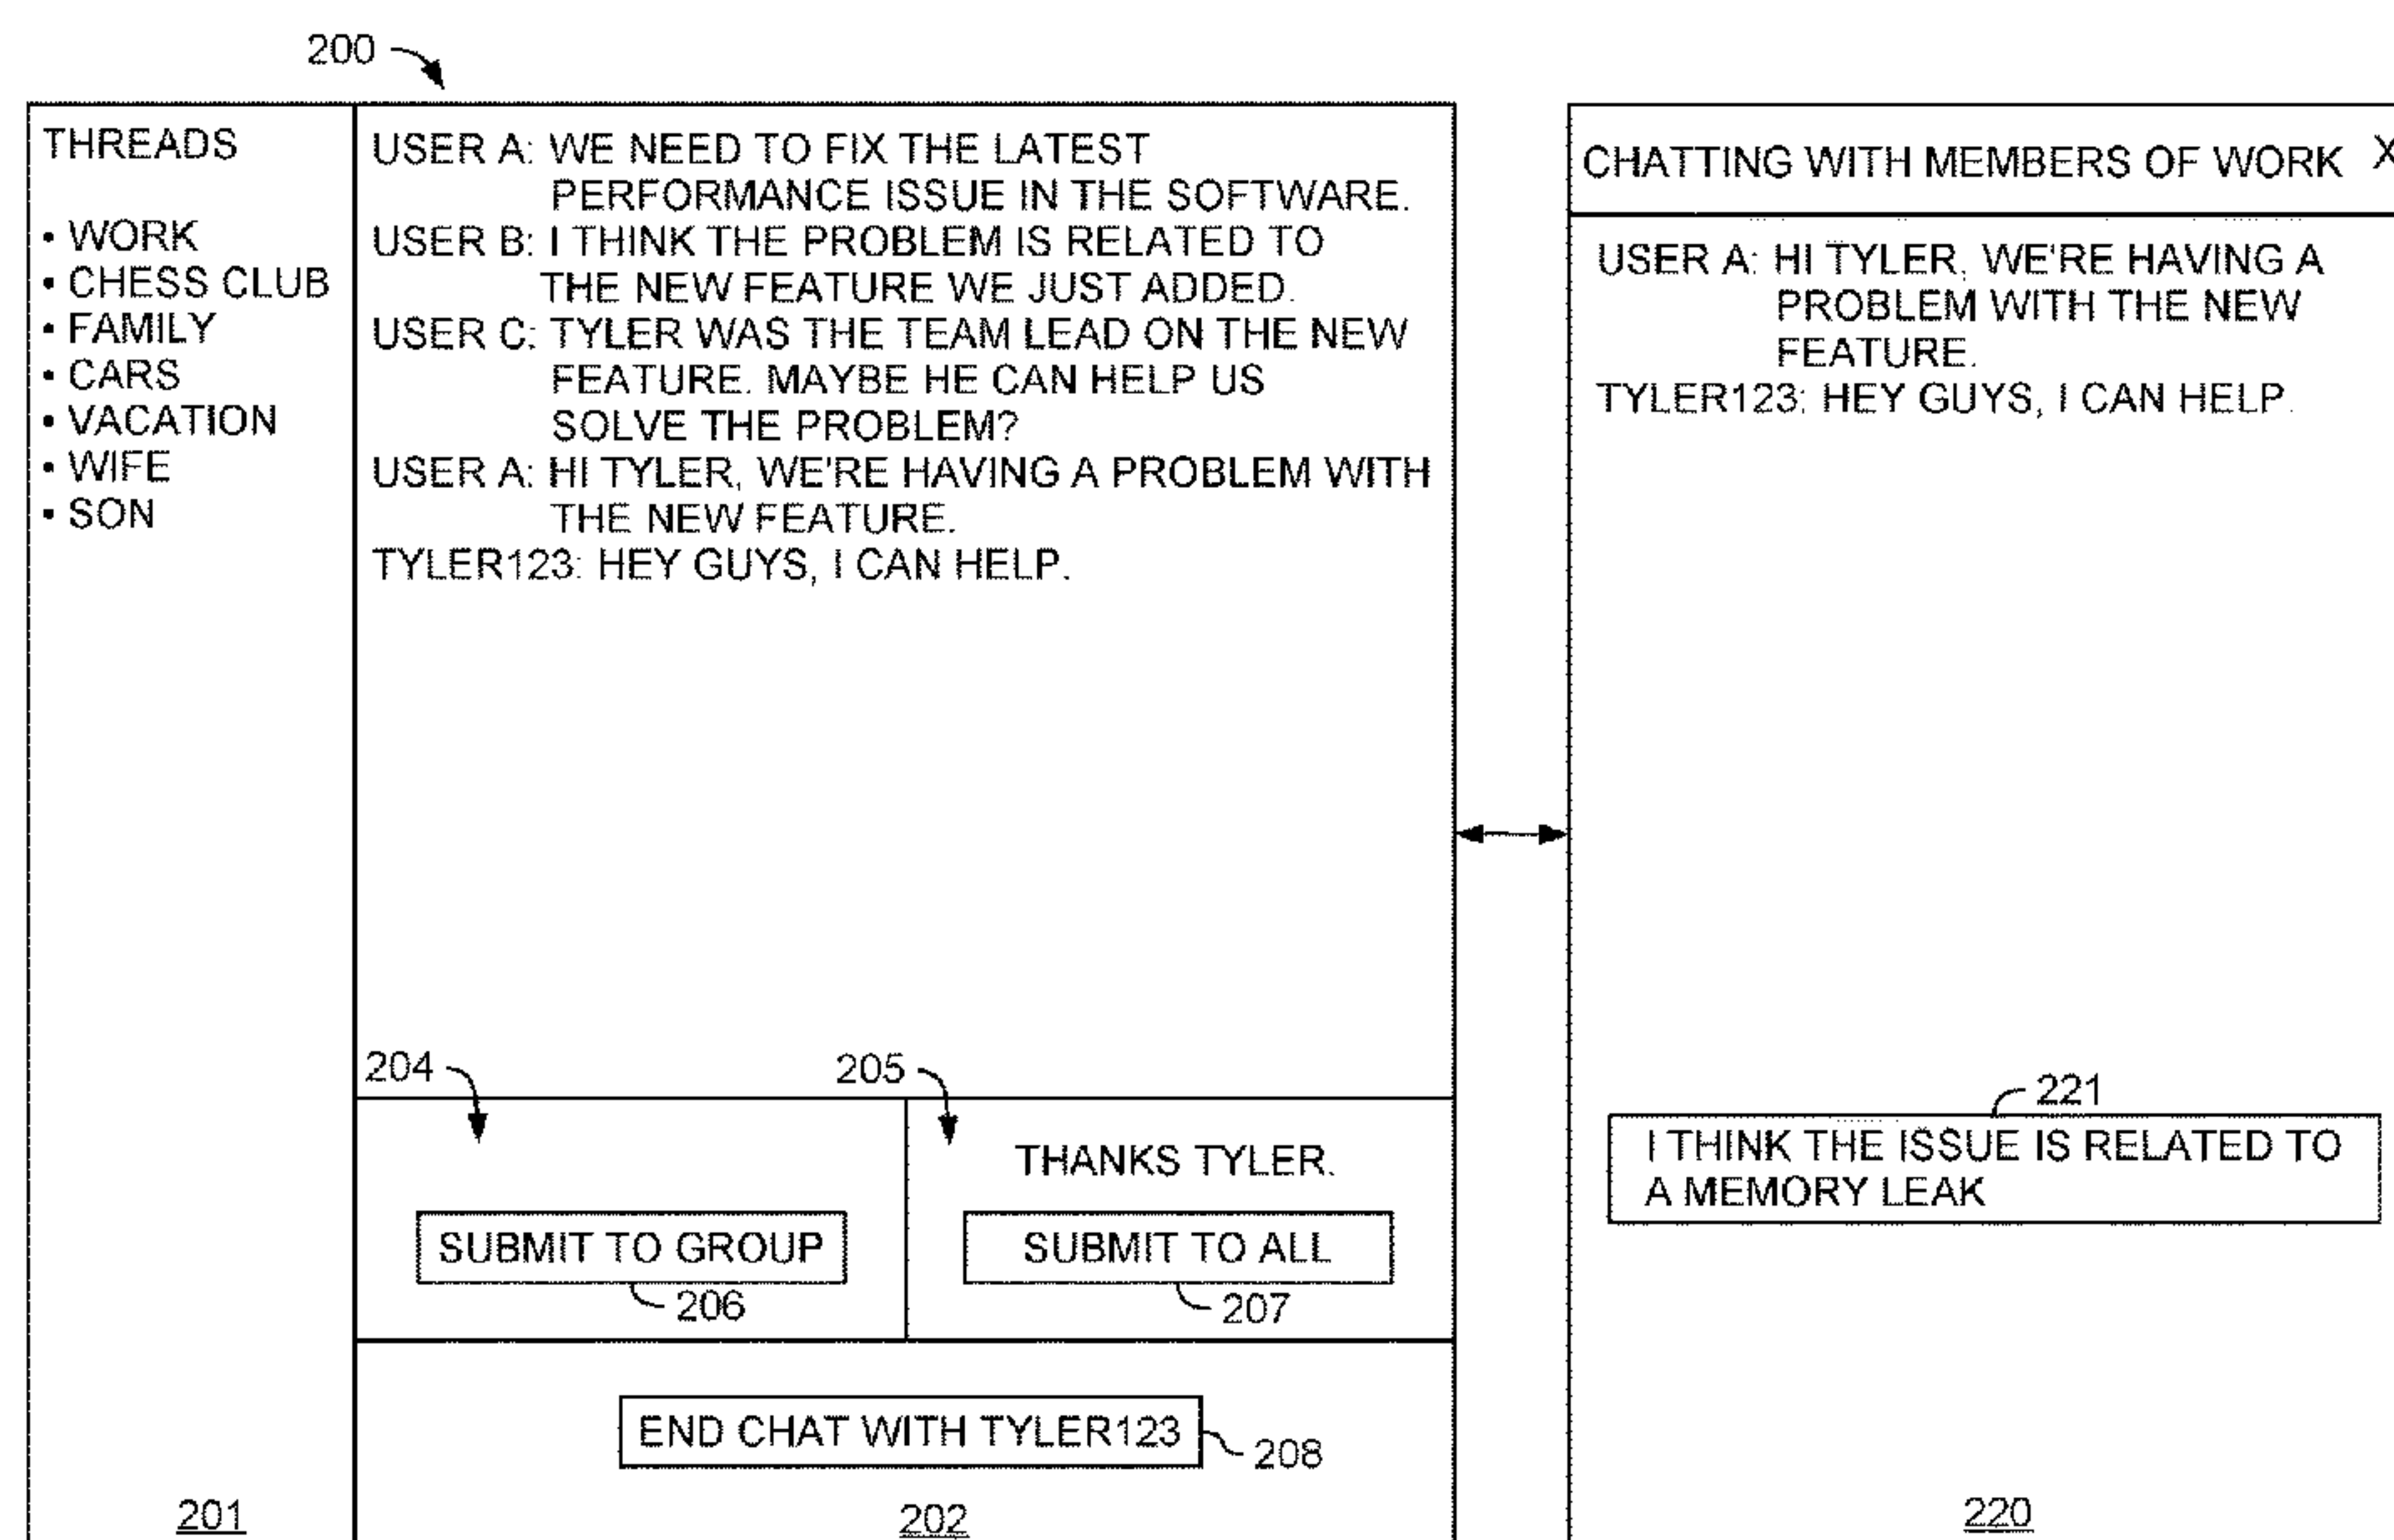 200
THREADS
• WORK
• CHESS CLUB
• FAMILY
• CARS
• VACATION
• WIFE
• SON
201
USER A: WE NEED TO FIX THE LATEST
PERFORMANCE ISSUE IN THE SOFTWARE.
USER B: I THINK THE PROBLEM IS RELATED TO
THE NEW FEATURE WE JUST ADDED.
USER C: TYLER WAS THE TEAM LEAD ON THE NEW
FEATURE. MAYBE HE CAN HELP US
SOLVE THE PROBLEM?
USER A: HI TYLER, WE'RE HAVING A PROBLEM WITH
THE NEW FEATURE.
TYLER123: HEY GUYS, I CAN HELP.
204
SUBMIT TO GROUP
206
205
THANKS TYLER.
SUBMIT TO ALL
207
END CHAT WITH TYLER123
208
202
CHATTING WITH MEMBERS OF WORK X
USER A: HI TYLER, WE'RE HAVING A
PROBLEM WITH THE NEW
FEATURE.
TYLER123: HEY GUYS, I CAN HELP.
221
I THINK THE ISSUE IS RELATED TO
A MEMORY LEAK
220